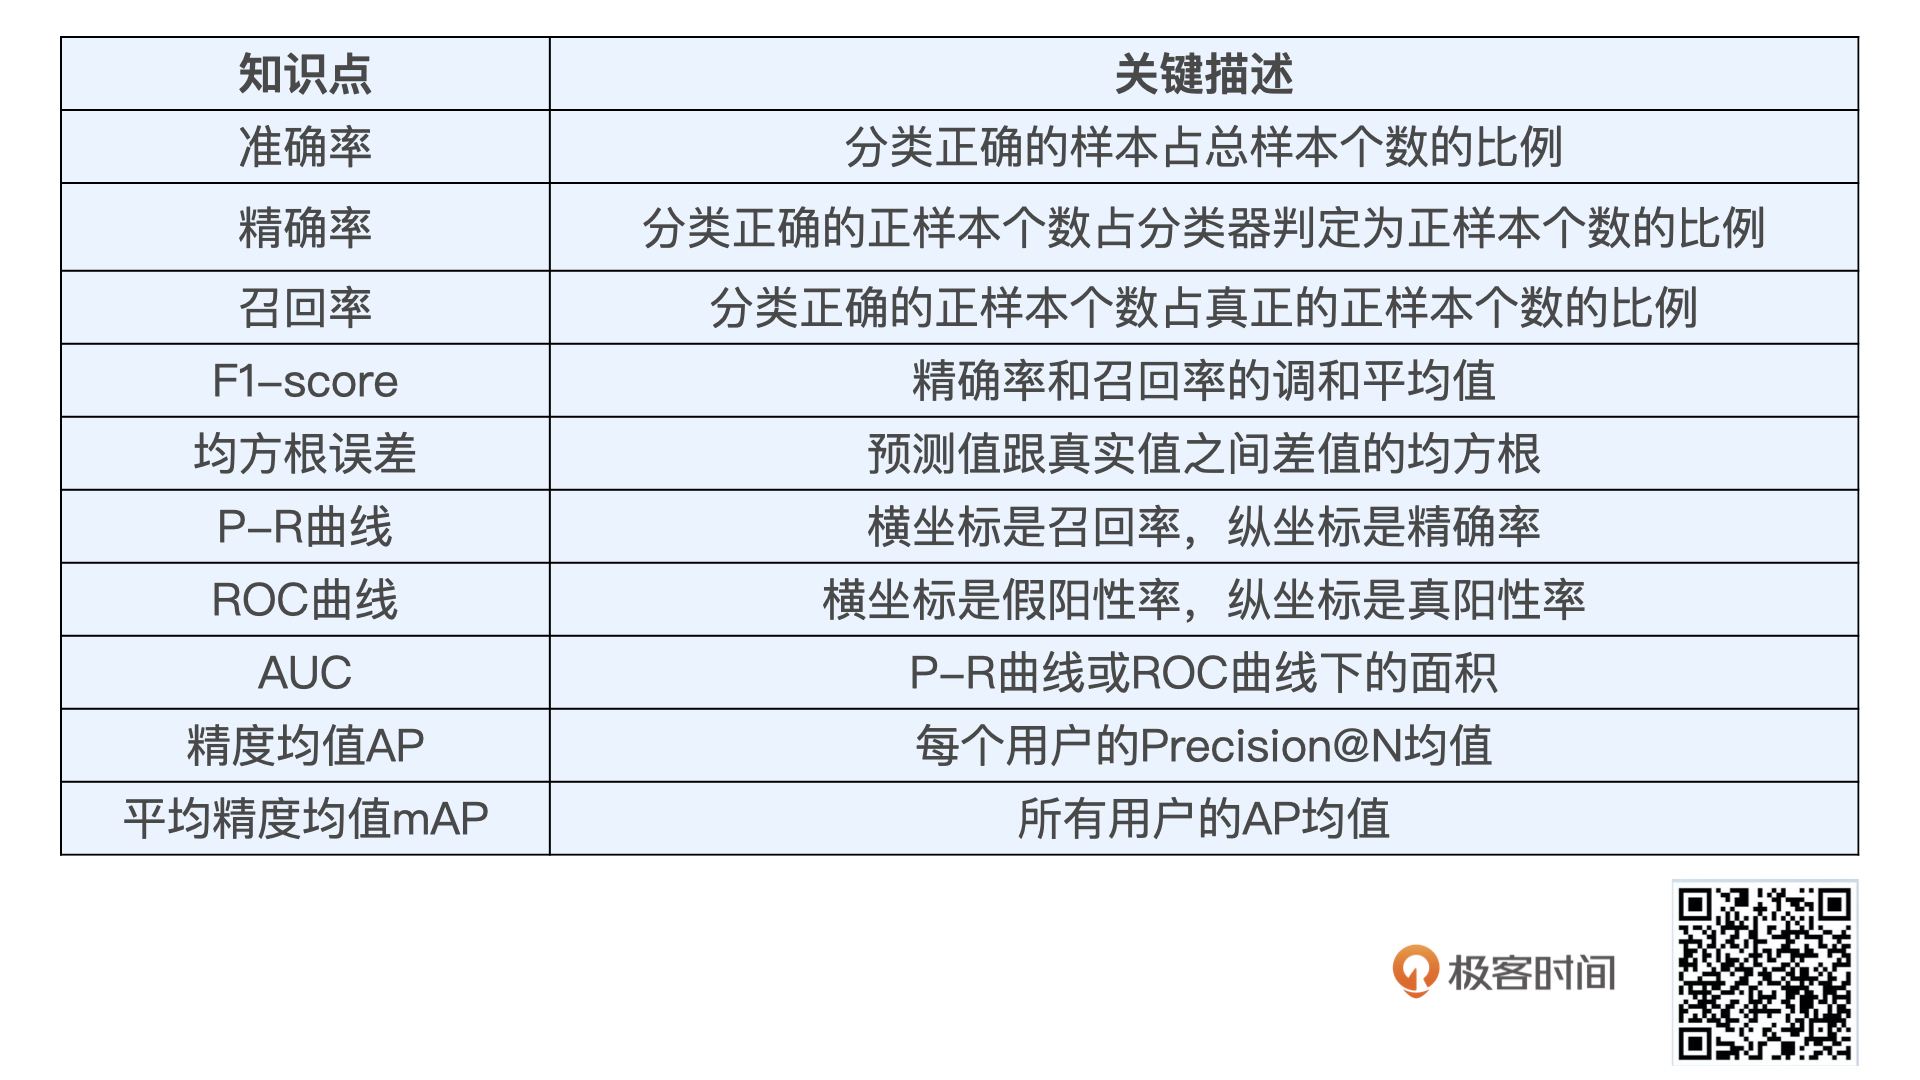 知识点 关键描述
准确率 分类正确的样本占总样本个数的比例
精确率 分类正确的正样本个数占分类器判定为正样本个数的比例
召回率 分类正确的正样本个数占真正的正样本个数的比例
F1-score 精确率和召回率的调和平均值
均方根误差 预测值跟真实值之间差值的均方根
P-R曲线 横坐标是召回率，纵坐标是精确率
ROC曲线 横坐标是假阳性率，纵坐标是真阳性率
AUC P-R曲线或ROC曲线下的面积
精度均值AP 每个用户的Precision@N均值
平均精度均值mAP 所有用户的AP均值
极客时间